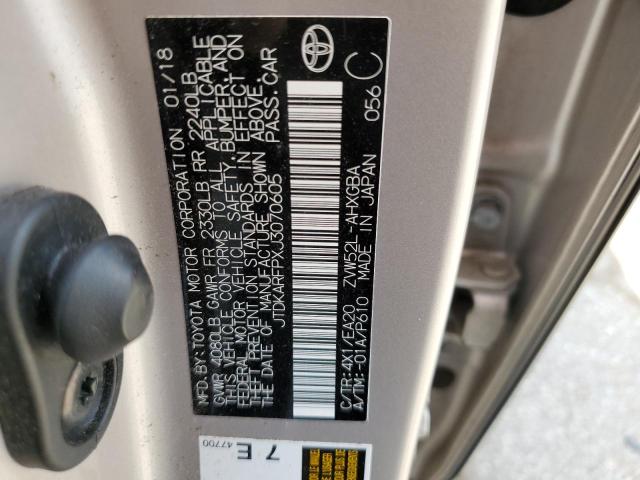 MFD. BY: TOYOTA MOTOR CORPORATION 01/18
GVWR 4080LB GAWR FR 2330LB RR 2240LB
THIS VEHICLE CONFORMS TO ALL APPLICABLE
FEDERAL MOTOR VEHICLE SAFETY, BUMPER, AND
THEFT PREVENTION STANDARDS IN EFFECT ON
THE DATE OF MANUFACTURE SHOWN ABOVE.
JTDKARFPXJ3070605 PASS. CAR
056 C
C/TR: 4X1/EA20 ZVW52L-AHXGBA
A/TM: -01A/P610 MADE IN JAPAN
7 E
47700